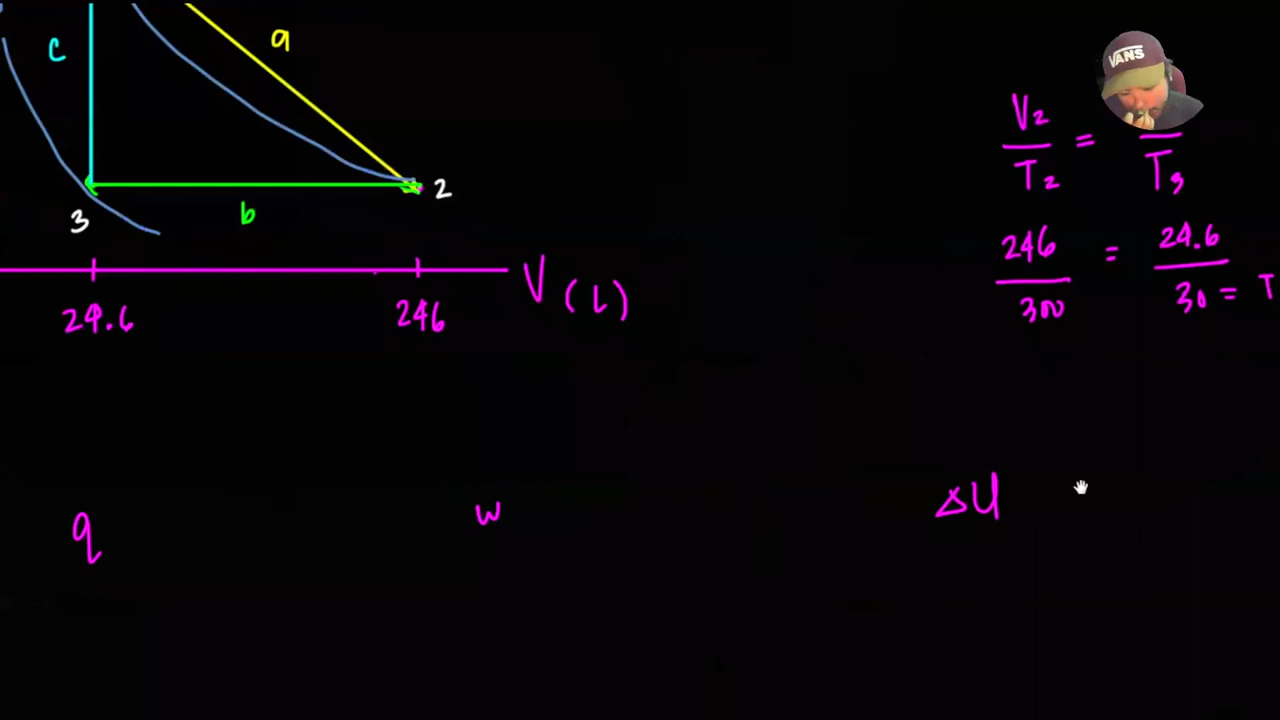 c
a
VANS
V₂ =
T₂ T₃
2
3
b
246 = 24.6
300 30 = T
V (L)
24.6
246
q
w
ΔU